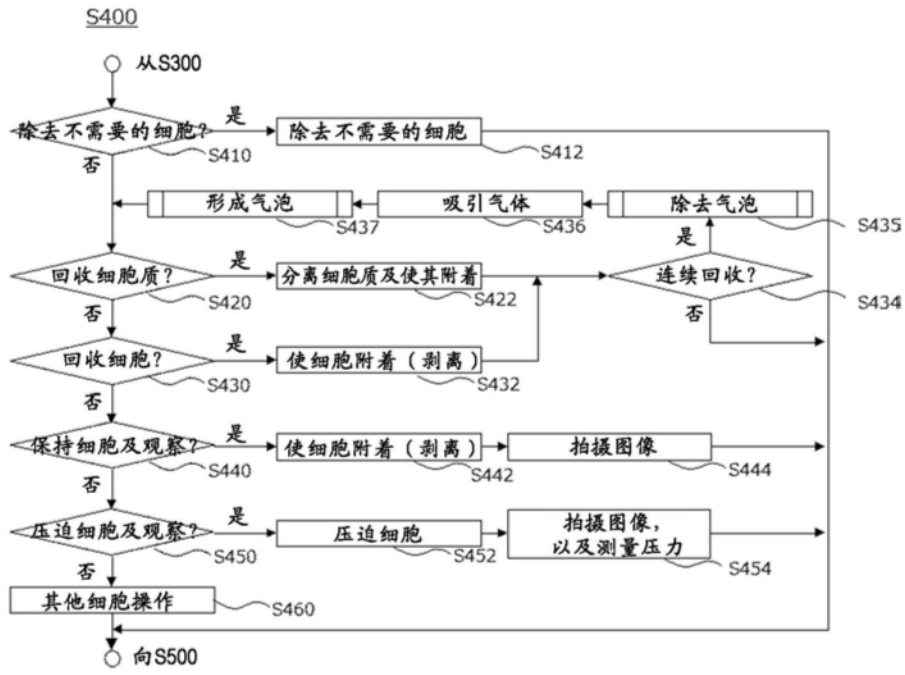 S400
从S300
除去不需要的细胞?
是
除去不需要的细胞
S410
S412
否
形成气泡
吸引气体
除去气泡
S437
S436
S435
是
回收细胞质?
是
分离细胞质及使其附着
连续回收?
S420
S422
S434
否
否
回收细胞?
是
使细胞附着(剥离)
S430
S432
否
保持细胞及观察?
是
使细胞附着(剥离)
拍摄图像
S440
S442
S444
否
压迫细胞及观察?
是
压迫细胞
拍摄图像,
以及测量压力
S450
S452
S454
否
其他细胞操作
S460
向S500